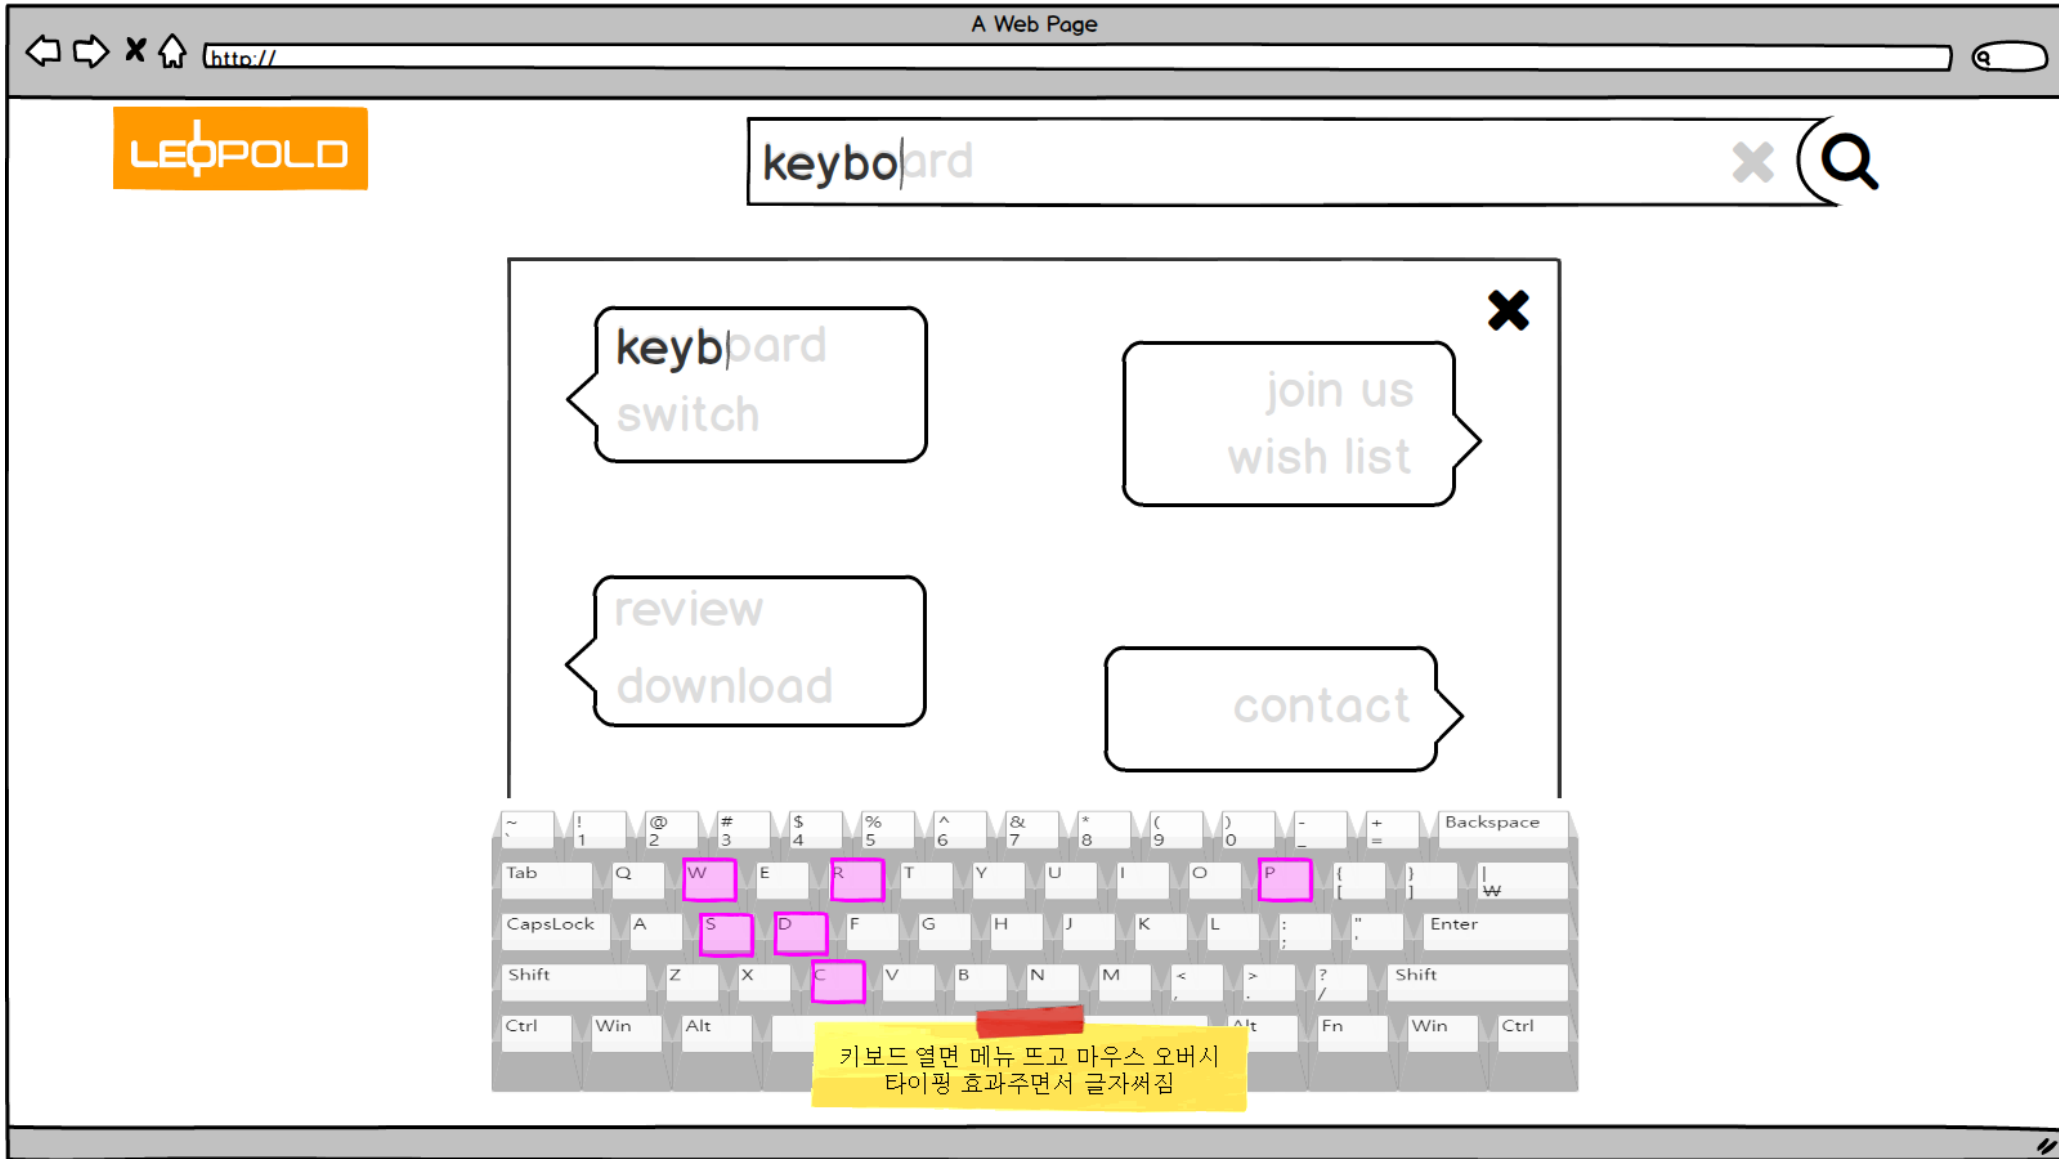 A Web Page
http://
LEOPOLD
keyboard
keyboard
switch
join us
wish list
review
download
contact
~ ! @ # $ % ^ & * ( ) - + Backspace
` 1 2 3 4 5 6 7 8 9 0 _ =
Tab Q W E R T Y U I O P { } |
[ ] ₩
CapsLock A S D F G H J K L : " Enter
; '
Shift Z X C V B N M < > ? Shift
, . /
Ctrl Win Alt Alt Fn Win Ctrl
키보드 열면 메뉴 뜨고 마우스 오버시
타이핑 효과주면서 글자써짐